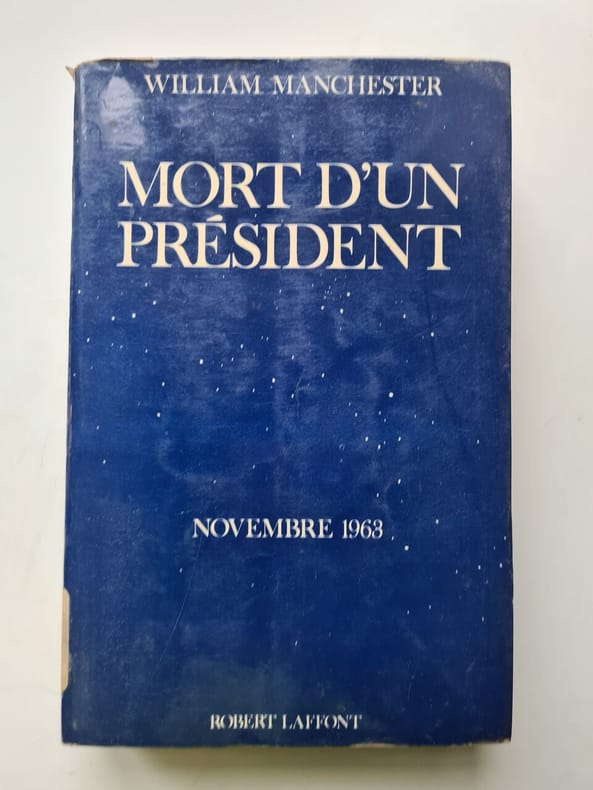 WILLIAM MANCHESTER
MORT D'UN
PRÉSIDENT
NOVEMBRE 1963
ROBERT LAFFONT